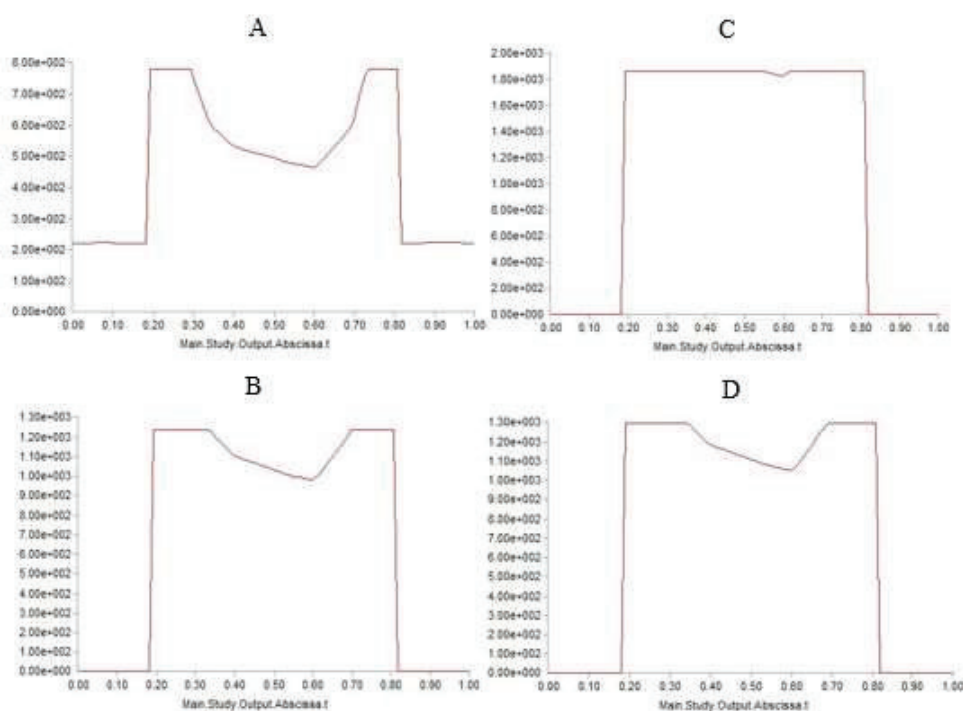 A
8.00e+002
7.00e+002
6.00e+002
5.00e+002
4.00e+002
3.00e+002
2.00e+002
1.00e+002
0.00e+000
0.00 0.10 0.20 0.30 0.40 0.50 0.60 0.70 0.80 0.90 1.00
Main.Study.Output.Abscissa.t
C
2.00e+003
1.80e+003
1.60e+003
1.40e+003
1.20e+003
1.00e+003
8.00e+002
6.00e+002
4.00e+002
2.00e+002
0.00e+000
0.00 0.10 0.20 0.30 0.40 0.50 0.60 0.70 0.80 0.90 1.00
Main.Study.Output.Abscissa.t
B
1.30e+003
1.20e+003
1.10e+003
1.00e+003
9.00e+002
8.00e+002
7.00e+002
6.00e+002
5.00e+002
4.00e+002
3.00e+002
2.00e+002
1.00e+002
0.00e+000
0.00 0.10 0.20 0.30 0.40 0.50 0.60 0.70 0.80 0.90 1.00
Main.Study.Output.Abscissa.t
D
1.30e+003
1.20e+003
1.10e+003
1.00e+003
9.00e+002
8.00e+002
7.00e+002
6.00e+002
5.00e+002
4.00e+002
3.00e+002
2.00e+002
1.00e+002
0.00e+000
0.00 0.10 0.20 0.30 0.40 0.50 0.60 0.70 0.80 0.90 1.00
Main.Study.Output.Abscissa.t